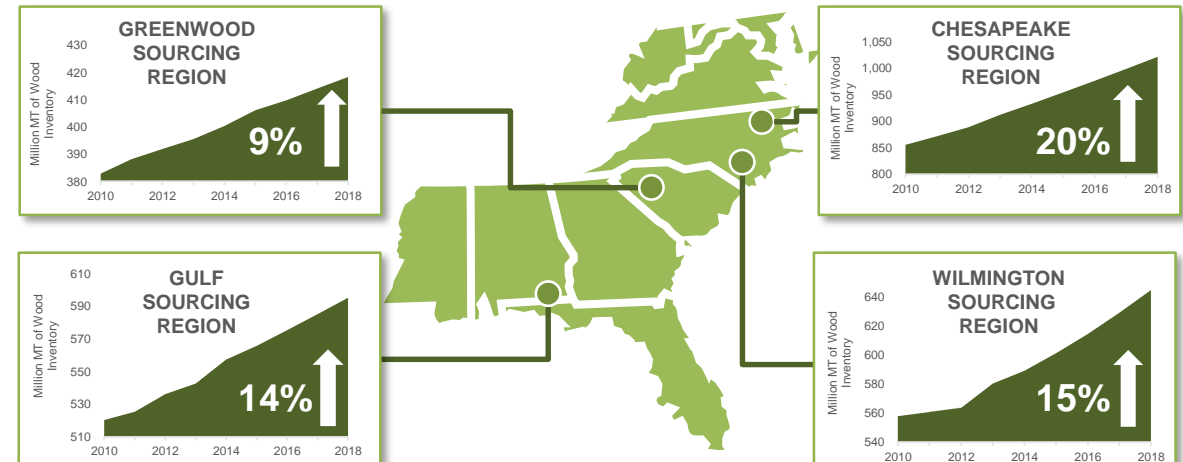 GREENWOOD
SOURCING
REGION
Million MT of Wood
Inventory
430
420
410
400
390
380
9%
2010 2012 2014 2016 2018
CHESAPEAKE
SOURCING
REGION
Million MT of Wood
Inventory
1,050
1,000
950
900
850
800
20%
2010 2012 2014 2016 2018
GULF
SOURCING
REGION
Million MT of Wood
Inventory
610
590
570
550
530
510
14%
2010 2012 2014 2016 2018
WILMINGTON
SOURCING
REGION
Million MT of Wood
Inventory
640
620
600
580
560
540
15%
2010 2012 2014 2016 2018